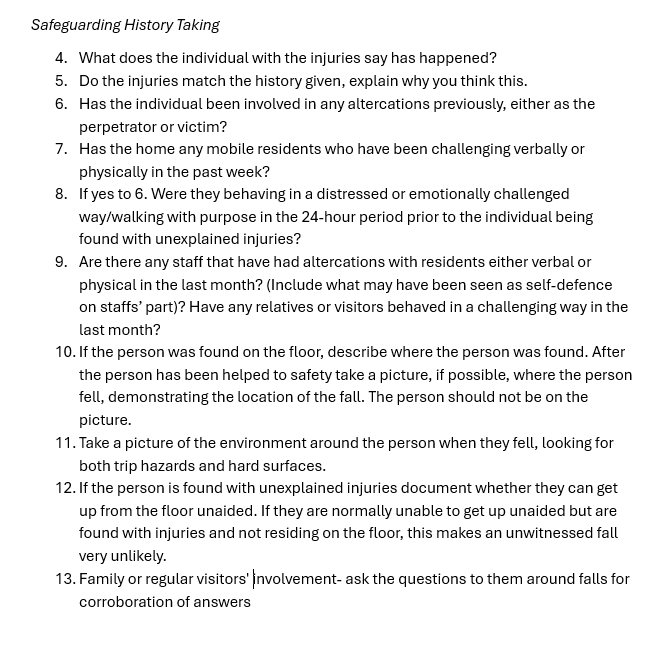 Safeguarding History Taking
4. What does the individual with the injuries say has happened?
5. Do the injuries match the history given, explain why you think this.
6. Has the individual been involved in any altercations previously, either as the
perpetrator or victim?
7. Has the home any mobile residents who have been challenging verbally or
physically in the past week?
8. If yes to 6. Were they behaving in a distressed or emotionally challenged
way/walking with purpose in the 24-hour period prior to the individual being
found with unexplained injuries?
9. Are there any staff that have had altercations with residents either verbal or
physical in the last month? (Include what may have been seen as self-defence
on staffs’ part)? Have any relatives or visitors behaved in a challenging way in the
last month?
10. If the person was found on the floor, describe where the person was found. After
the person has been helped to safety take a picture, if possible, where the person
fell, demonstrating the location of the fall. The person should not be on the
picture.
11. Take a picture of the environment around the person when they fell, looking for
both trip hazards and hard surfaces.
12. If the person is found with unexplained injuries document whether they can get
up from the floor unaided. If they are normally unable to get up unaided but are
found with injuries and not residing on the floor, this makes an unwitnessed fall
very unlikely.
13. Family or regular visitors' involvement- ask the questions to them around falls for
corroboration of answers